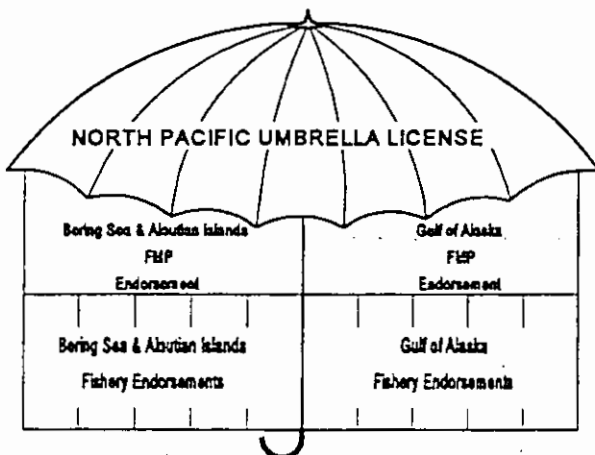 NORTH PACIFIC UMBRELLA LICENSE
Bering Sea & Aleutian Islands
FMP
Endorsement
Gulf of Alaska
FMP
Endorsement
Bering Sea & Aleutian Islands
Fishery Endorsements
Gulf of Alaska
Fishery Endorsements